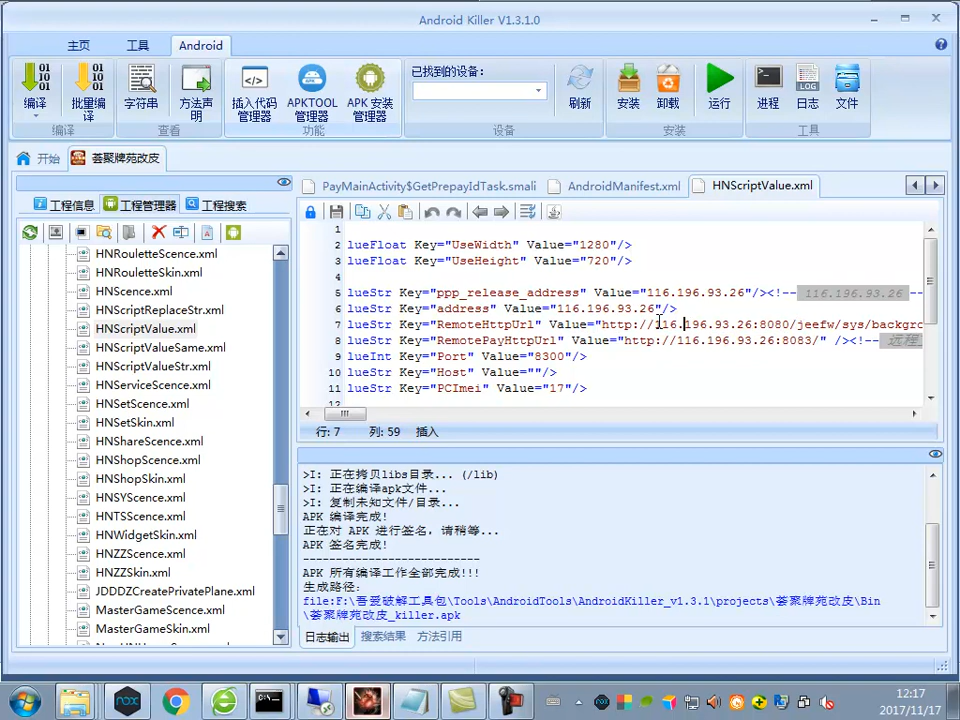 Android Killer V1.3.1.0
主页
工具
Android
编译
批量编译
字符串
方法声明
插入代码管理器
APKTOOL管理器
APK 安装管理器
已找到的设备：
刷新
安装
卸载
运行
进程
日志
文件
编译
查看
功能
设备
安装
工具
开始
荟聚牌苑改皮
工程信息
工程管理器
工程搜索
HNRouletteScence.xml
HNRouletteSkin.xml
HNScence.xml
HNScriptReplaceStr.xml
HNScriptValue.xml
HNScriptValueSame.xml
HNScriptValueStr.xml
HNServiceScence.xml
HNSetScence.xml
HNSetSkin.xml
HNShareScence.xml
HNShopScence.xml
HNShopSkin.xml
HNSYScence.xml
HNTSScence.xml
HNWidgetSkin.xml
HNZZScence.xml
HNZZSkin.xml
JDDDZCreatePrivatePlane.xml
MasterGameScence.xml
MasterGameSkin.xml
PayMainActivity$GetPrepayIdTask.smali
AndroidManifest.xml
HNScriptValue.xml
1
2 lueFloat Key="UseWidth" Value="1280"/>
3 lueFloat Key="UseHeight" Value="720"/>
4
5 lueStr Key="ppp_release_address" Value="116.196.93.26"/><!-- 116.196.93.26 --
6 lueStr Key="address" Value="116.196.93.26"/>
7 lueStr Key="RemoteHttpUrl" Value="http://116.196.93.26:8080/jeefw/sys/backgro
8 lueStr Key="RemotePayHttpUrl" Value="http://116.196.93.26:8083/" /><!-- 远程
9 lueInt Key="Port" Value="8300"/>
10 lueStr Key="Host" Value=""/>
11 lueStr Key="PCImei" Value="17"/>
12
行: 7 列: 59 插入
>I: 正在拷贝libs目录... (/lib)
>I: 正在编译apk文件...
>I: 复制未知文件/目录...
APK 编译完成!
正在对 APK 进行签名，请稍等...
APK 签名完成!
--------------------------
APK 所有编译工作全部完成!!!
生成路径:
file:F:\吾爱破解工具包\Tools\AndroidTools\AndroidKiller_v1.3.1\projects\荟聚牌苑改皮\Bin
\荟聚牌苑改皮_killer.apk
日志输出
搜索结果
方法引用
12:17
2017/11/17